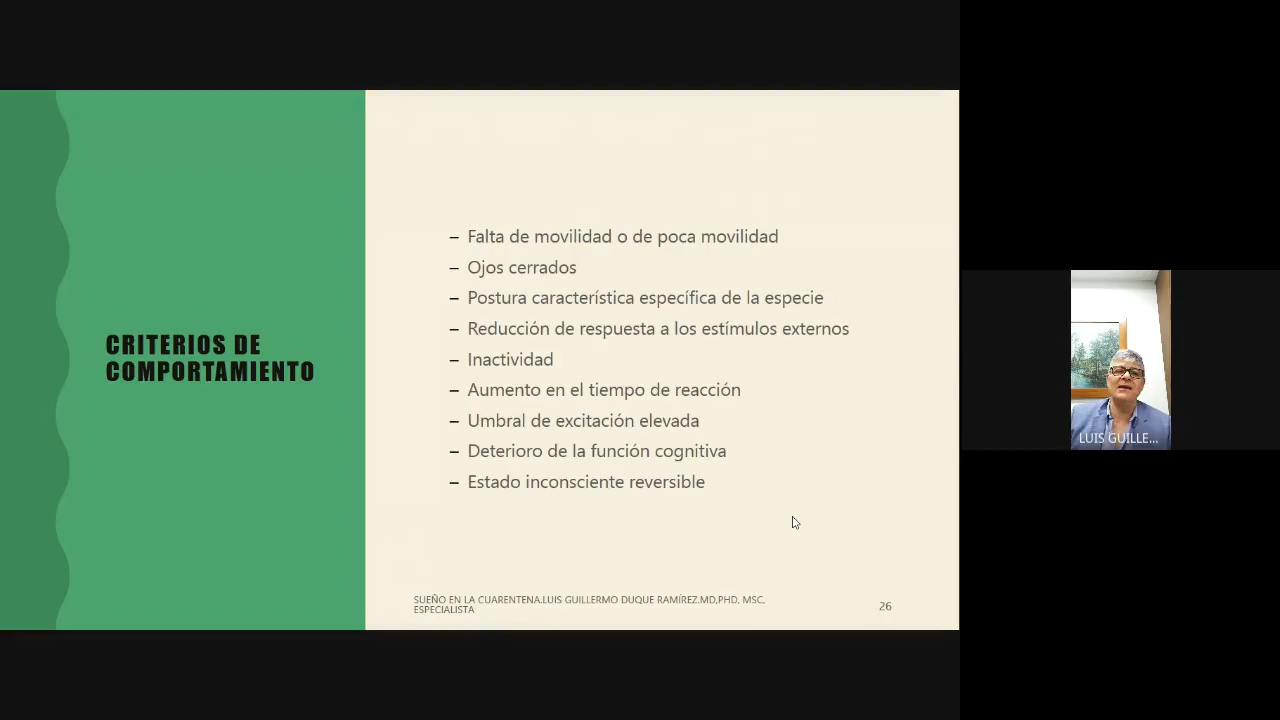 CRITERIOS DE
COMPORTAMIENTO
– Falta de movilidad o de poca movilidad
– Ojos cerrados
– Postura característica específica de la especie
– Reducción de respuesta a los estímulos externos
– Inactividad
– Aumento en el tiempo de reacción
– Umbral de excitación elevada
– Deterioro de la función cognitiva
– Estado inconsciente reversible
SUEÑO EN LA CUARENTENA.LUIS GUILLERMO DUQUE RAMÍREZ.MD,PHD. MSC.
ESPECIALISTA
26
LUIS GUILLE...